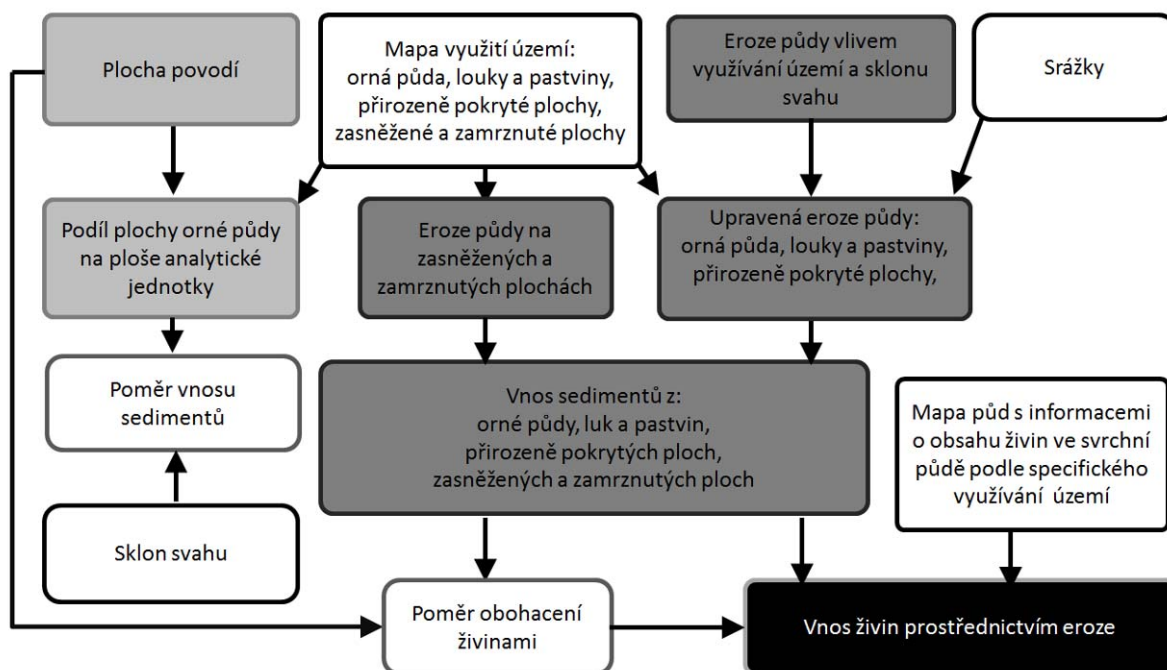 Plocha povodí
Mapa využití území:
orná půda, louky a pastviny,
přirozeně pokryté plochy,
zasněžené a zamrznuté plochy
Eroze půdy vlivem
využívání území a sklonu
svahu
Srážky
Podíl plochy orné půdy
na ploše analytické
jednotky
Eroze půdy na
zasněžených a
zamrznutých plochách
Upravená eroze půdy:
orná půda, louky a pastviny,
přirozeně pokryté plochy,
Poměr vnosu
sedimentů
Vnos sedimentů z:
orné půdy, luk a pastvin,
přirozeně pokrytých ploch,
zasněžených a zamrznutých ploch
Mapa půd s informacemi
o obsahu živin ve svrchní
půdě podle specifického
využívání území
Sklon svahu
Poměr obohacení
živinami
Vnos živin prostřednictvím eroze